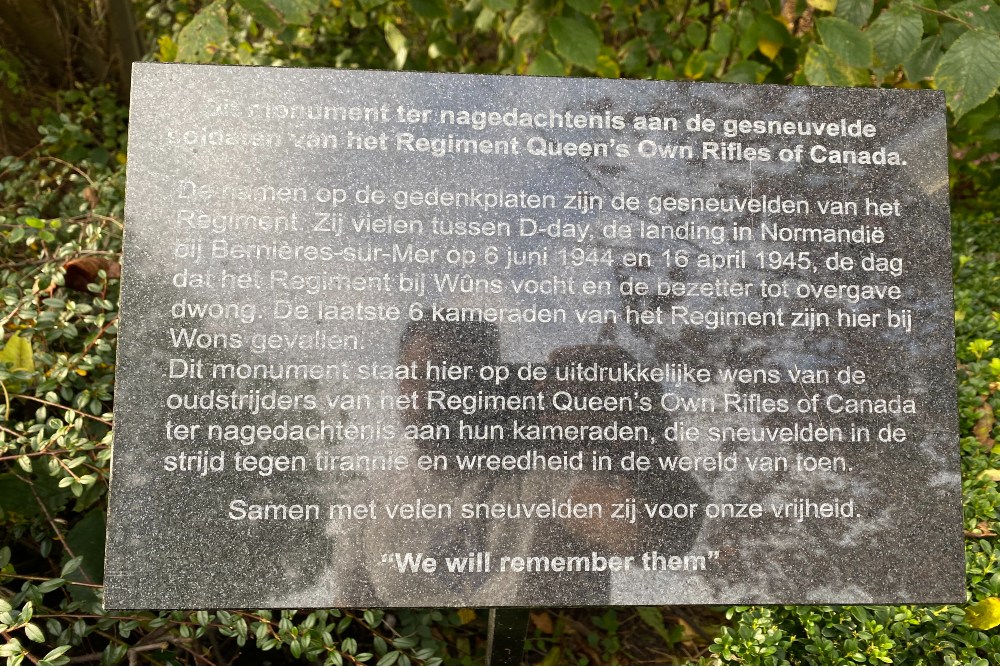 Dit monument ter nagedachtenis aan de gesneuvelde
soldaten van het Regiment Queen's Own Rifles of Canada.
De namen op de gedenkplaten zijn de gesneuvelden van het
Regiment. Zij vielen tussen D-day, de landing in Normandië
bij Bernières-sur-Mer op 6 juni 1944 en 16 april 1945, de dag
dat het Regiment bij Wûns vocht en de bezetter tot overgave
dwong. De laatste 6 kameraden van het Regiment zijn hier bij
Wons gevallen.
Dit monument staat hier op de uitdrukkelijke wens van de
oudstrijders van het Regiment Queen's Own Rifles of Canada
ter nagedachtenis aan hun kameraden, die sneuvelden in de
strijd tegen tirannie en wreedheid in de wereld van toen.
Samen met velen sneuvelden zij voor onze vrijheid.
“We will remember them”